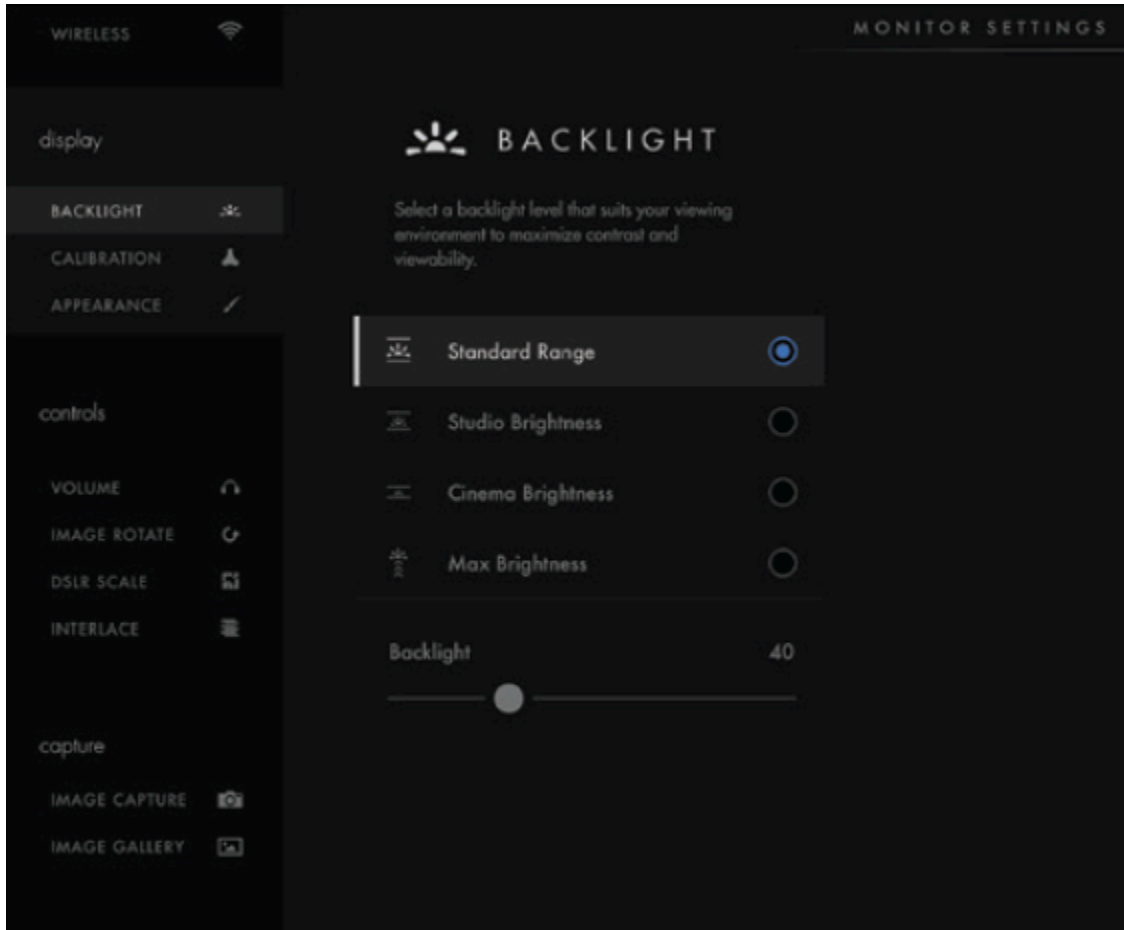 WIRELESS
MONITOR SETTINGS
display
BACKLIGHT
CALIBRATION
APPEARANCE
controls
VOLUME
IMAGE ROTATE
DSLR SCALE
INTERLACE
capture
IMAGE CAPTURE
IMAGE GALLERY
BACKLIGHT
Select a backlight level that suits your viewing
environment to maximize contrast and
viewability.
Standard Range
Studio Brightness
Cinema Brightness
Max Brightness
Backlight 40